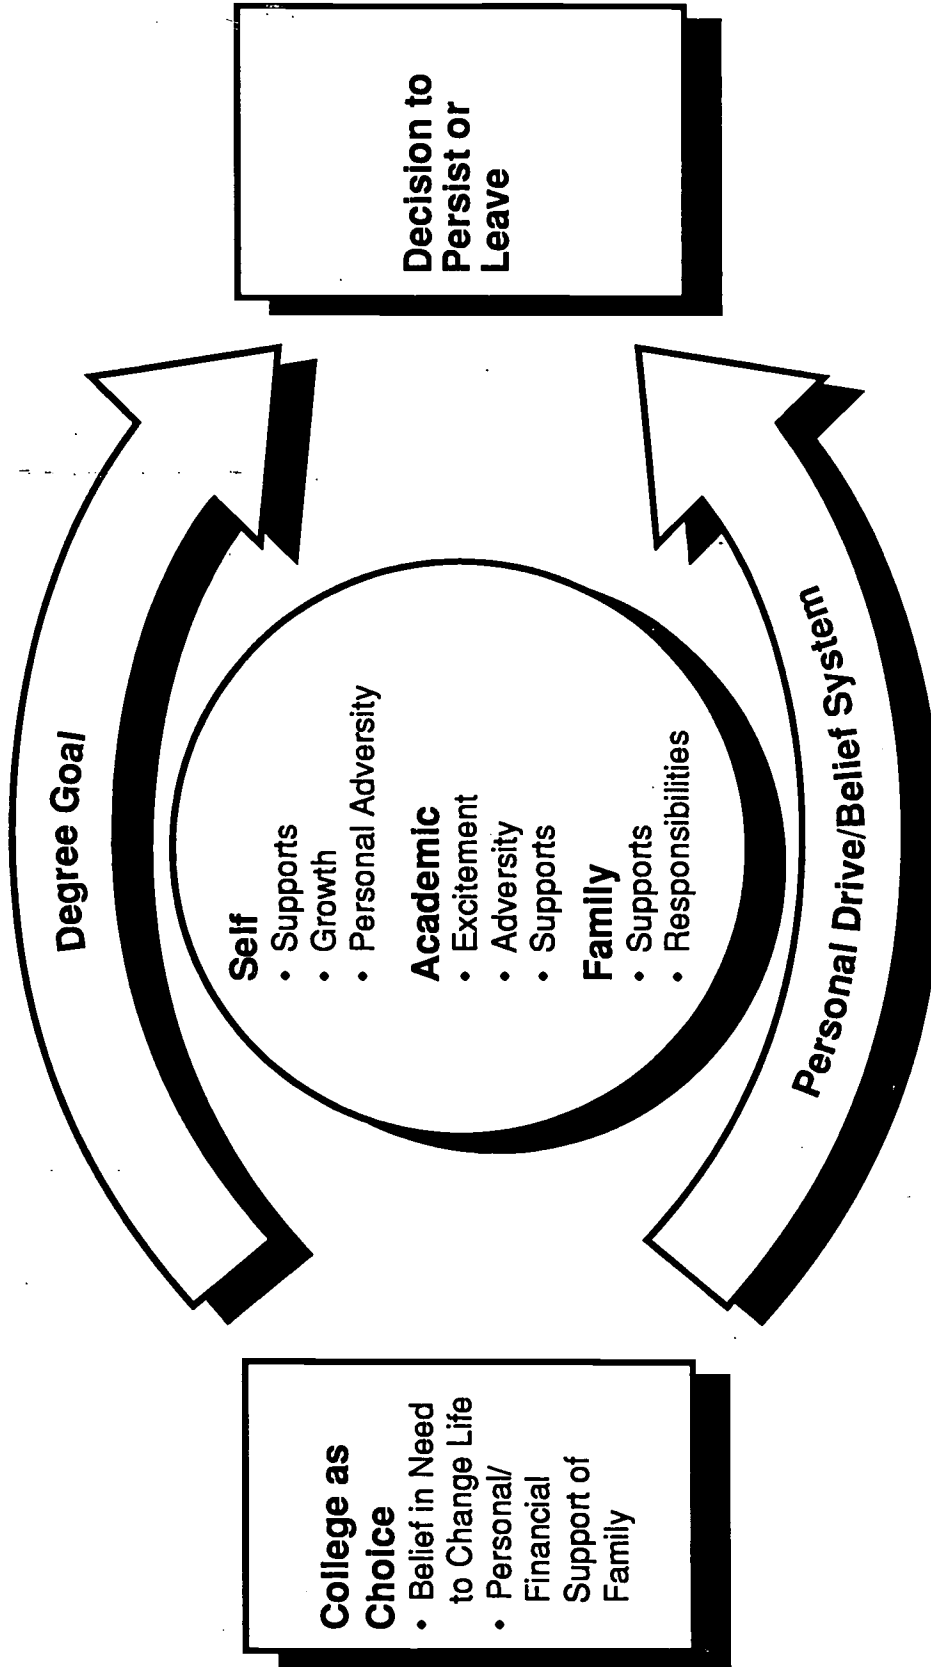 College as
Choice
• Belief in Need
to Change Life
• Personal/
Financial
Support of
Family
Degree Goal
Self
• Supports
• Growth
• Personal Adversity
Academic
• Excitement
• Adversity
• Supports
Family
• Supports
• Responsibilities
Personal Drive/Belief System
Decision to
Persist or
Leave